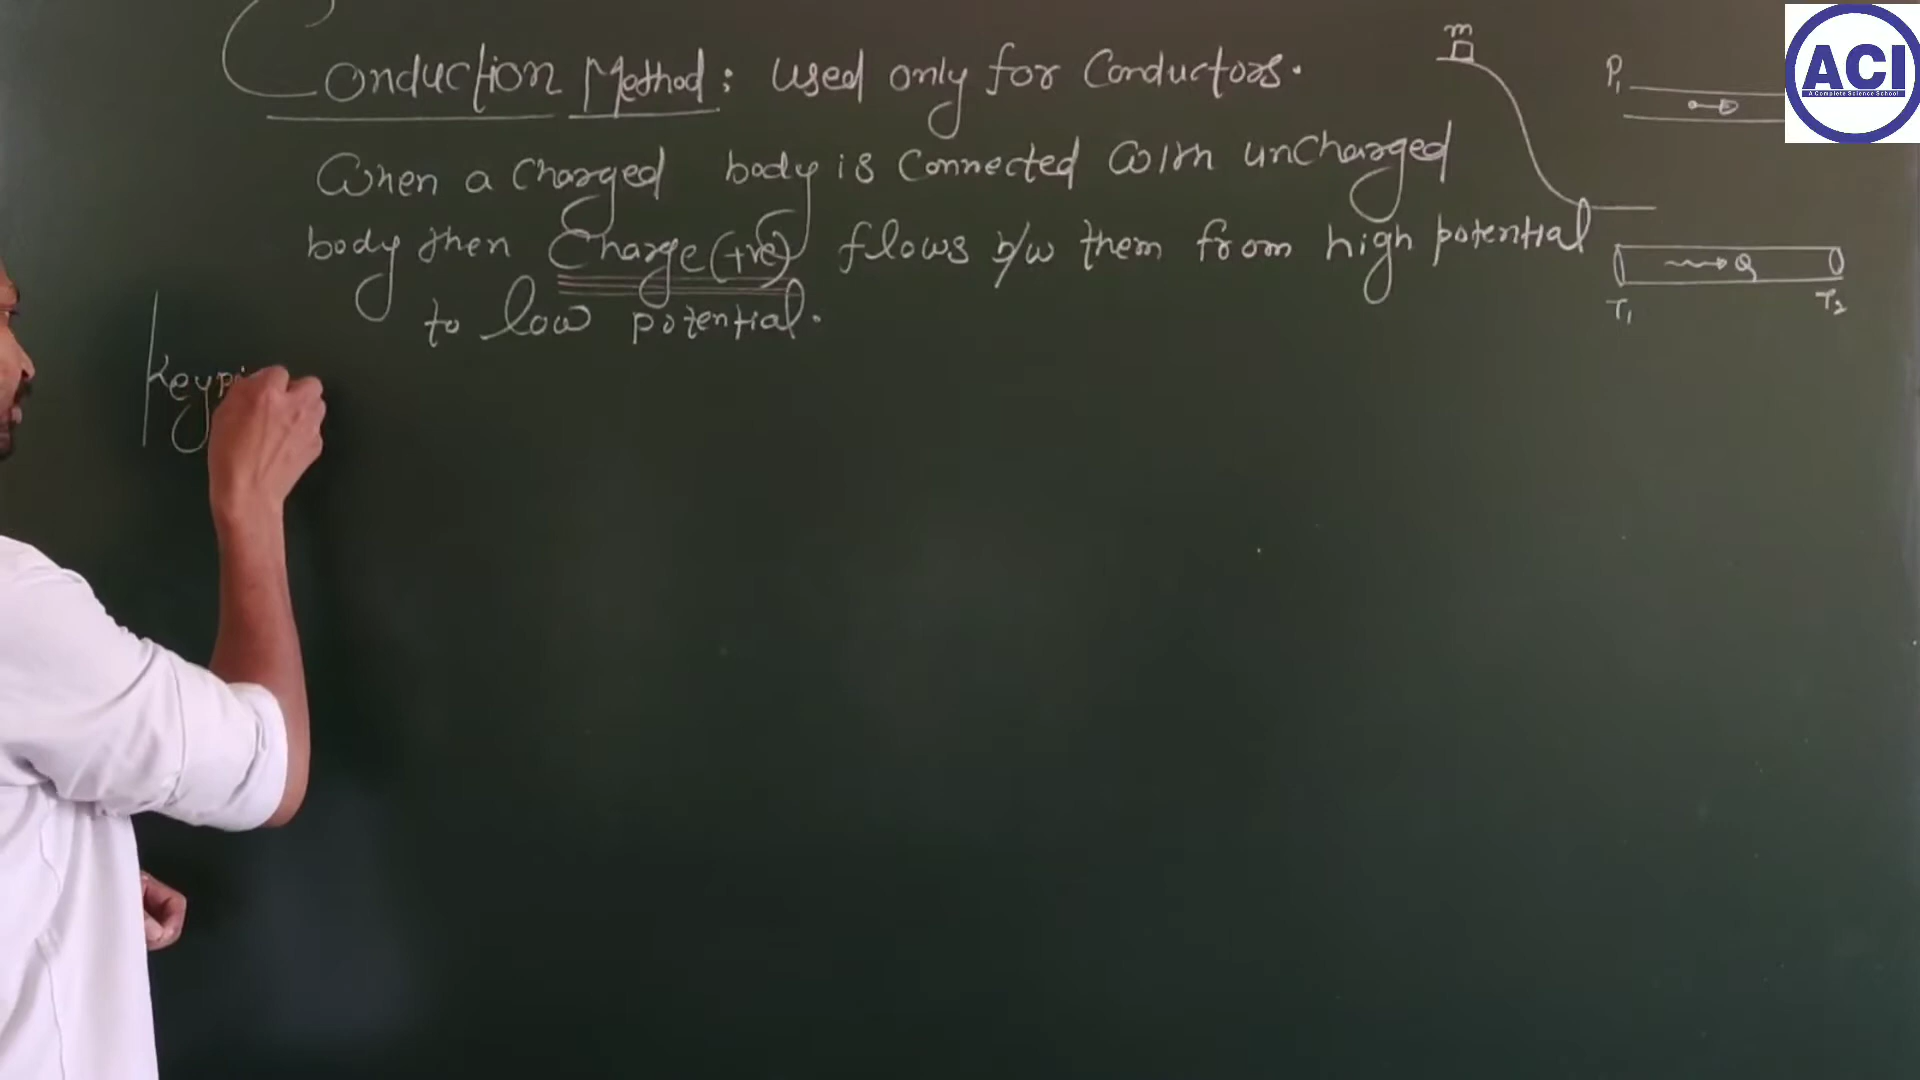 Conduction Method: used only for Conductors.
When a charged body is Connected with uncharged
body then Charge (+ve) flows b/w them from high potential
to low potential.
Keyp
m
P1
Q
T1
T2
ACI
A Complete Science School